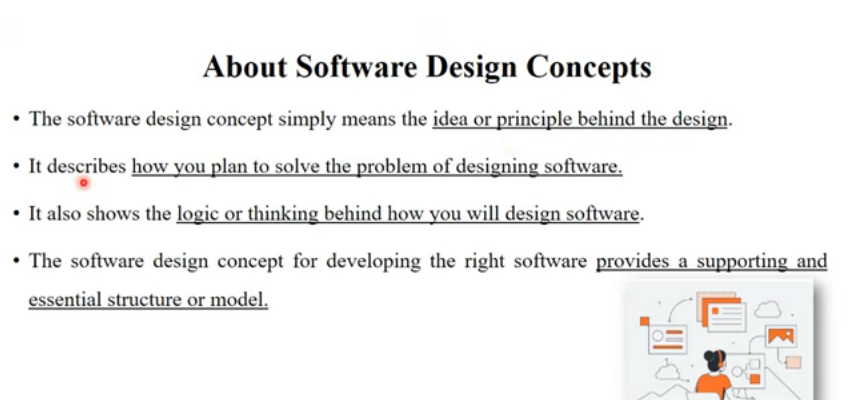 About Software Design Concepts
• The software design concept simply means the idea or principle behind the design.
• It describes how you plan to solve the problem of designing software.
• It also shows the logic or thinking behind how you will design software.
• The software design concept for developing the right software provides a supporting and
essential structure or model.